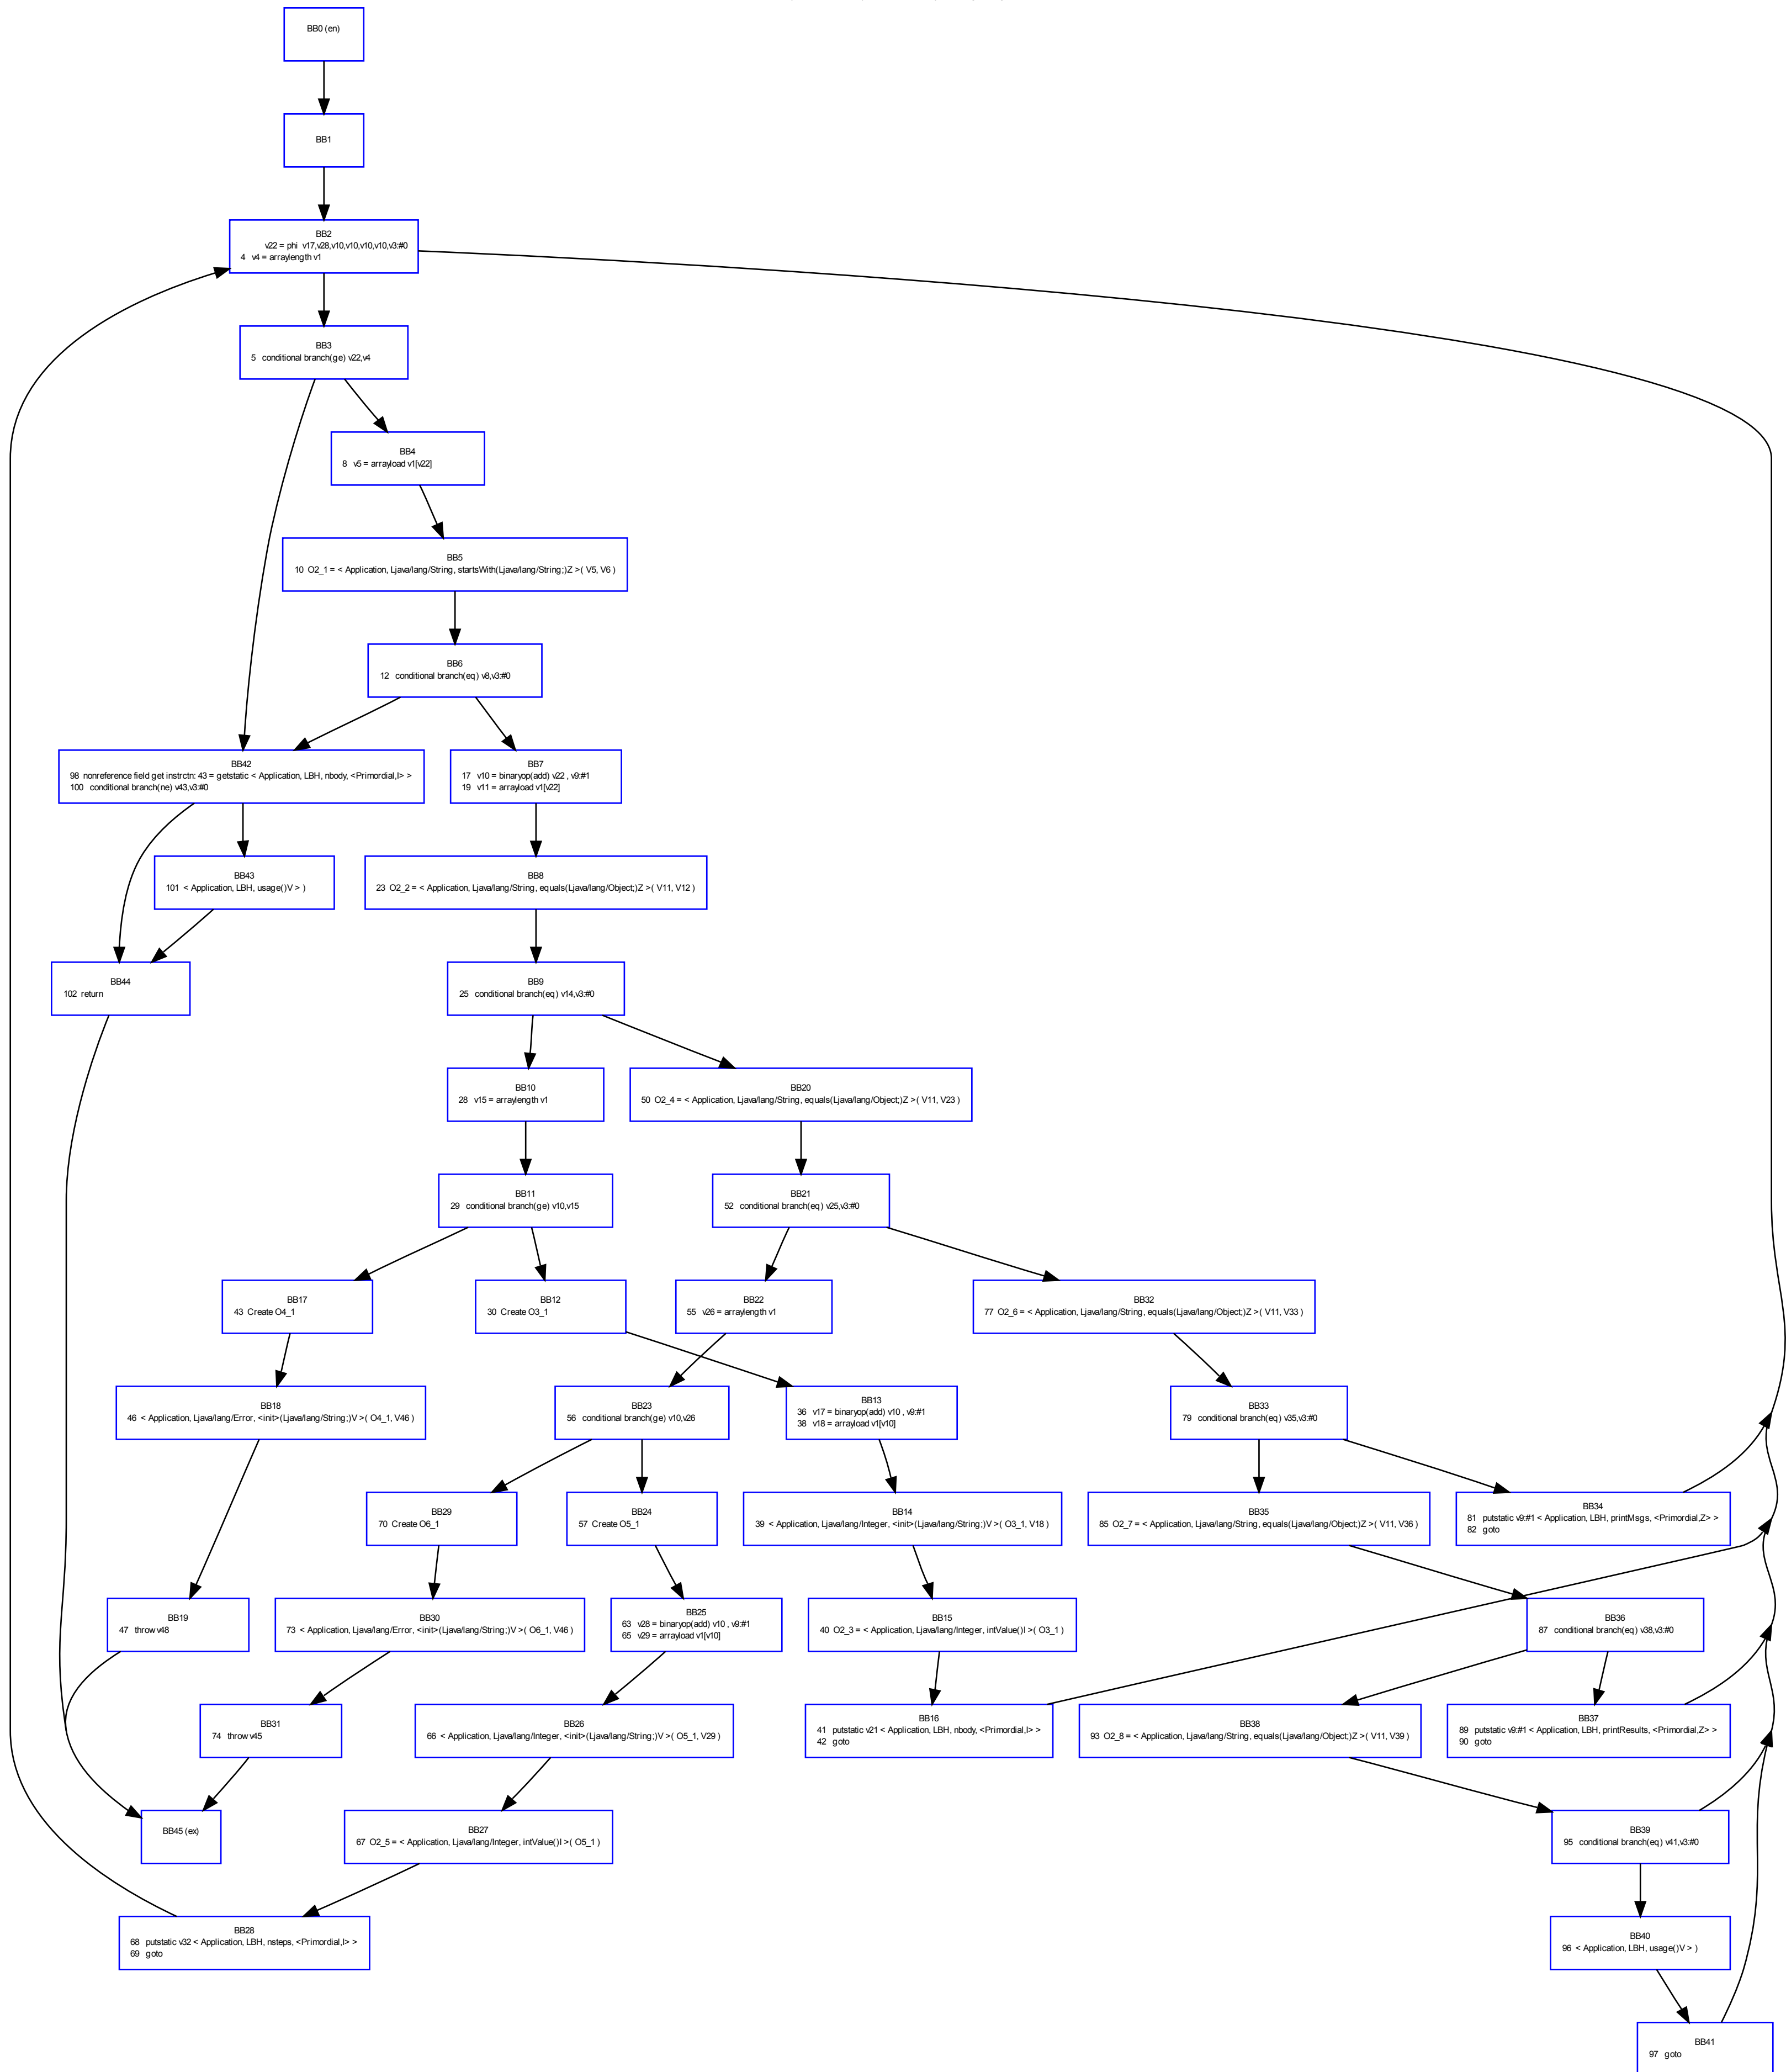 BB0 (en)
BB1
BB2
v22 = phi v17,v28,v10,v10,v10,v10,v3:#0
4 v4 = arraylength v1
BB3
5 conditional branch(ge) v22,v4
BB4
8 v5 = arrayload v1[v22]
BB5
10 O2_1 = < Application, Ljava/lang/String, startsWith(Ljava/lang/String;)Z >( V5, V6 )
BB6
12 conditional branch(eq) v8,v3:#0
BB42
98 nonreference field get instrctn: 43 = getstatic < Application, LBH, nbody, <Primordial,I> >
100 conditional branch(ne) v43,v3:#0
BB7
17 v10 = binaryop(add) v22 , v9:#1
19 v11 = arrayload v1[v22]
BB43
101 < Application, LBH, usage()V > )
BB8
23 O2_2 = < Application, Ljava/lang/String, equals(Ljava/lang/Object;)Z >( V11, V12 )
BB44
102 return
BB9
25 conditional branch(eq) v14,v3:#0
BB10
28 v15 = arraylength v1
BB20
50 O2_4 = < Application, Ljava/lang/String, equals(Ljava/lang/Object;)Z >( V11, V23 )
BB11
29 conditional branch(ge) v10,v15
BB21
52 conditional branch(eq) v25,v3:#0
BB17
43 Create O4_1
BB12
30 Create O3_1
BB22
55 v26 = arraylength v1
BB32
77 O2_6 = < Application, Ljava/lang/String, equals(Ljava/lang/Object;)Z >( V11, V33 )
BB18
46 < Application, Ljava/lang/Error, <init>(Ljava/lang/String;)V >( O4_1, V46 )
BB23
56 conditional branch(ge) v10,v26
BB13
36 v17 = binaryop(add) v10 , v9:#1
38 v18 = arrayload v1[v10]
BB33
79 conditional branch(eq) v35,v3:#0
BB29
70 Create O6_1
BB24
57 Create O5_1
BB14
39 < Application, Ljava/lang/Integer, <init>(Ljava/lang/String;)V >( O3_1, V18 )
BB35
85 O2_7 = < Application, Ljava/lang/String, equals(Ljava/lang/Object;)Z >( V11, V36 )
BB34
81 putstatic v9:#1 < Application, LBH, printMsgs, <Primordial,Z> >
82 goto
BB19
47 throw v48
BB30
73 < Application, Ljava/lang/Error, <init>(Ljava/lang/String;)V >( O6_1, V46 )
BB25
63 v28 = binaryop(add) v10 , v9:#1
65 v29 = arrayload v1[v10]
BB15
40 O2_3 = < Application, Ljava/lang/Integer, intValue()I >( O3_1 )
BB36
87 conditional branch(eq) v38,v3:#0
BB31
74 throw v45
BB26
66 < Application, Ljava/lang/Integer, <init>(Ljava/lang/String;)V >( O5_1, V29 )
BB16
41 putstatic v21 < Application, LBH, nbody, <Primordial,I> >
42 goto
BB38
93 O2_8 = < Application, Ljava/lang/String, equals(Ljava/lang/Object;)Z >( V11, V39 )
BB37
89 putstatic v9:#1 < Application, LBH, printResults, <Primordial,Z> >
90 goto
BB45 (ex)
BB27
67 O2_5 = < Application, Ljava/lang/Integer, intValue()I >( O5_1 )
BB39
95 conditional branch(eq) v41,v3:#0
BB28
68 putstatic v32 < Application, LBH, nsteps, <Primordial,I> >
69 goto
BB40
96 < Application, LBH, usage()V > )
BB41
97 goto